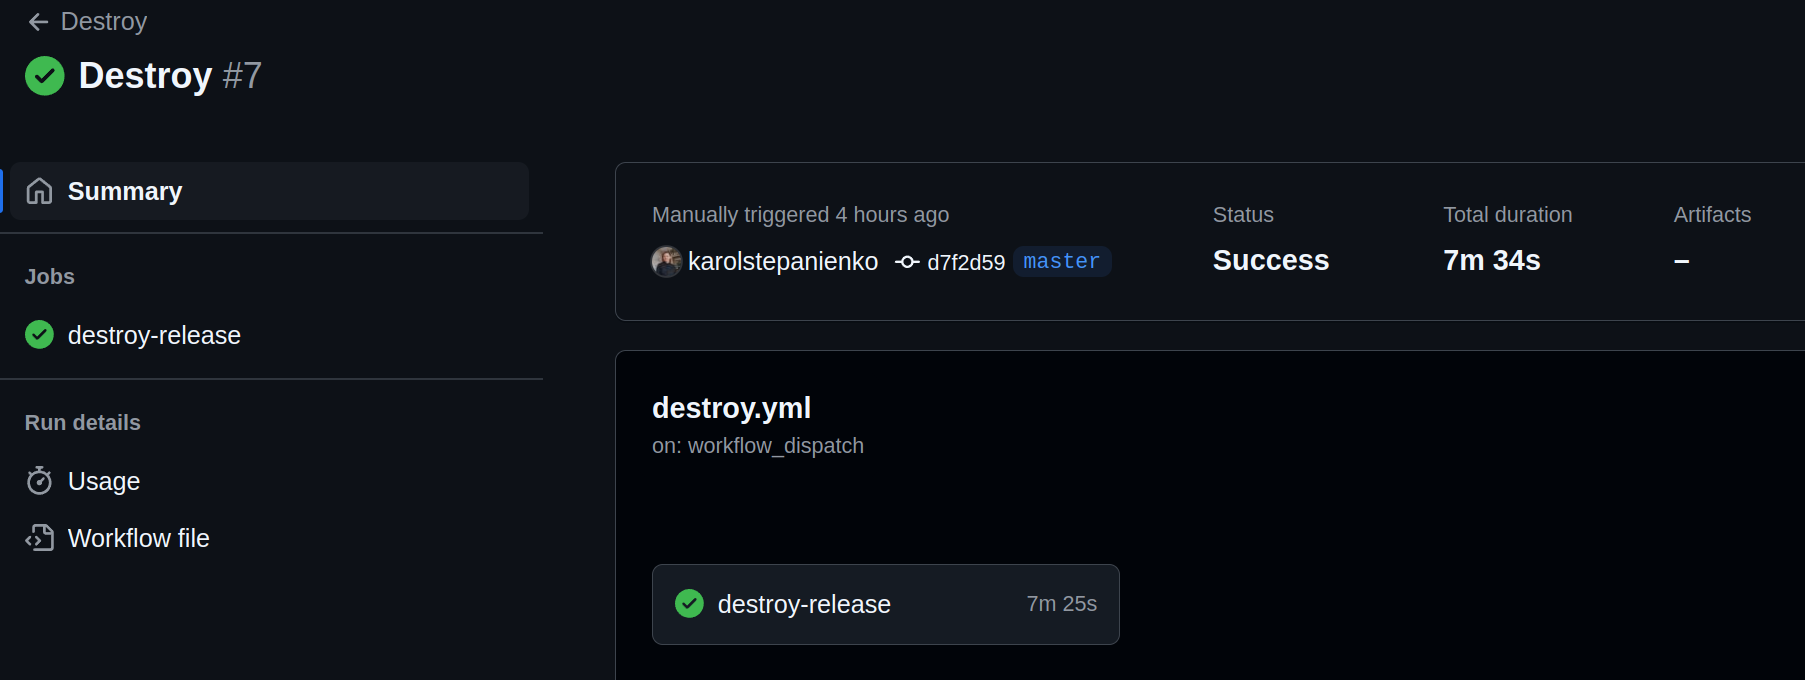 Destroy
Destroy #7
Summary
Jobs
destroy-release
Run details
Usage
Workflow file
Manually triggered 4 hours ago
karolstepanienko d7f2d59 master
Status
Success
Total duration
7m 34s
Artifacts
–
destroy.yml
on: workflow_dispatch
destroy-release 7m 25s